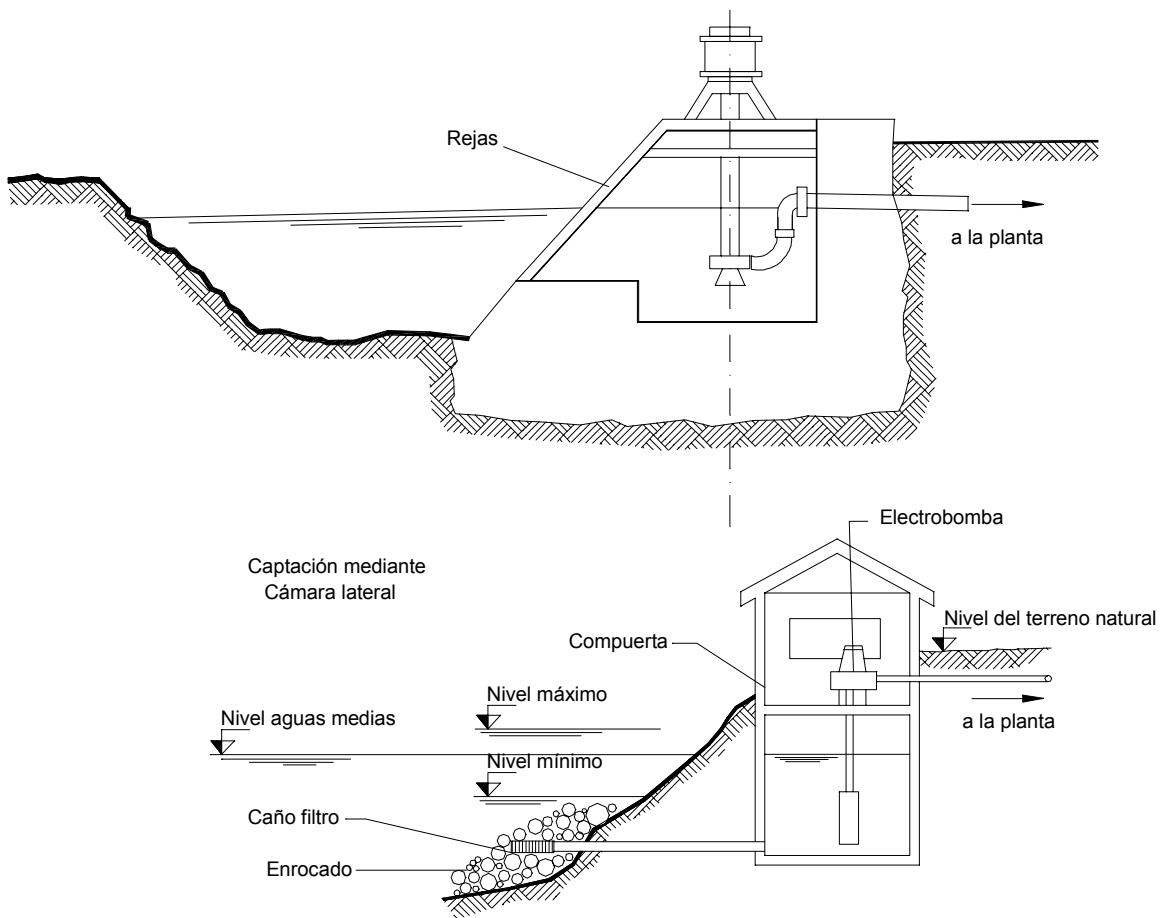 Rejas
a la planta
Electrobomba
Captación mediante
Cámara lateral
Nivel del terreno natural
Compuerta
Nivel máximo
Nivel aguas medias
a la planta
Nivel mínimo
Caño filtro
Enrocado